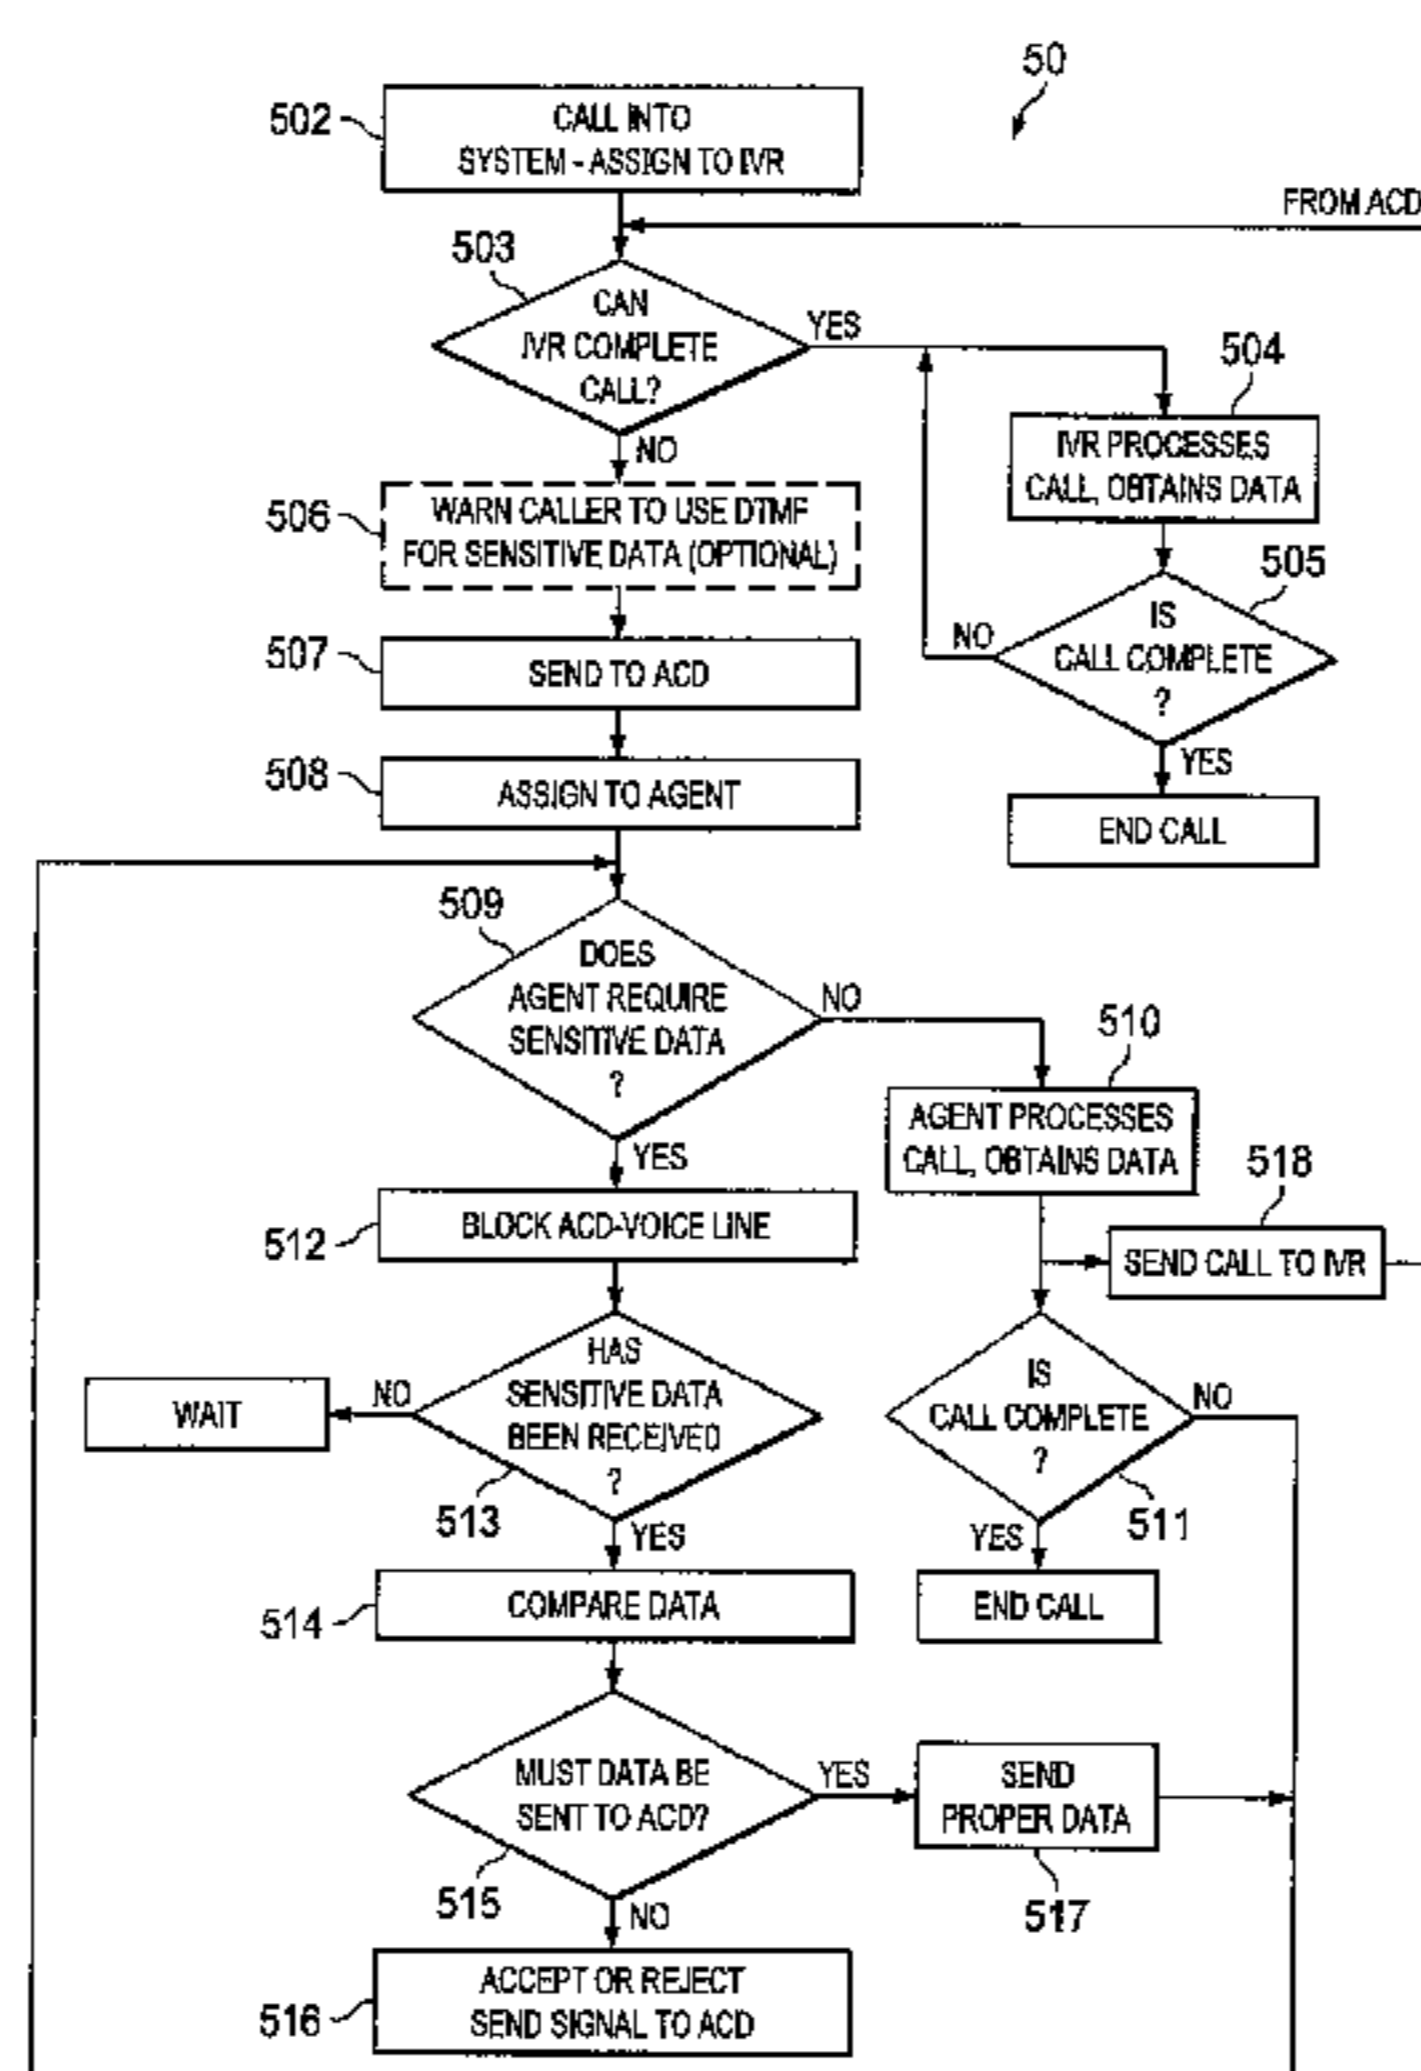 50
502
CALL INTO
SYSTEM - ASSIGN TO IVR
FROM ACD
503
CAN
IVR COMPLETE
CALL?
YES
NO
504
IVR PROCESSES
CALL, OBTAINS DATA
505
IS
CALL COMPLETE
?
NO
YES
END CALL
506
WARN CALLER TO USE DTMF
FOR SENSITIVE DATA (OPTIONAL)
507
SEND TO ACD
508
ASSIGN TO AGENT
509
DOES
AGENT REQUIRE
SENSITIVE DATA
?
NO
YES
510
AGENT PROCESSES
CALL, OBTAINS DATA
518
SEND CALL TO IVR
512
BLOCK ACD-VOICE LINE
HAS
SENSITIVE DATA
BEEN RECEIVED
?
NO
WAIT
513
YES
IS
CALL COMPLETE
?
NO
511
YES
END CALL
514
COMPARE DATA
MUST DATA BE
SENT TO ACD?
YES
515
NO
SEND
PROPER DATA
517
516
ACCEPT OR REJECT
SEND SIGNAL TO ACD